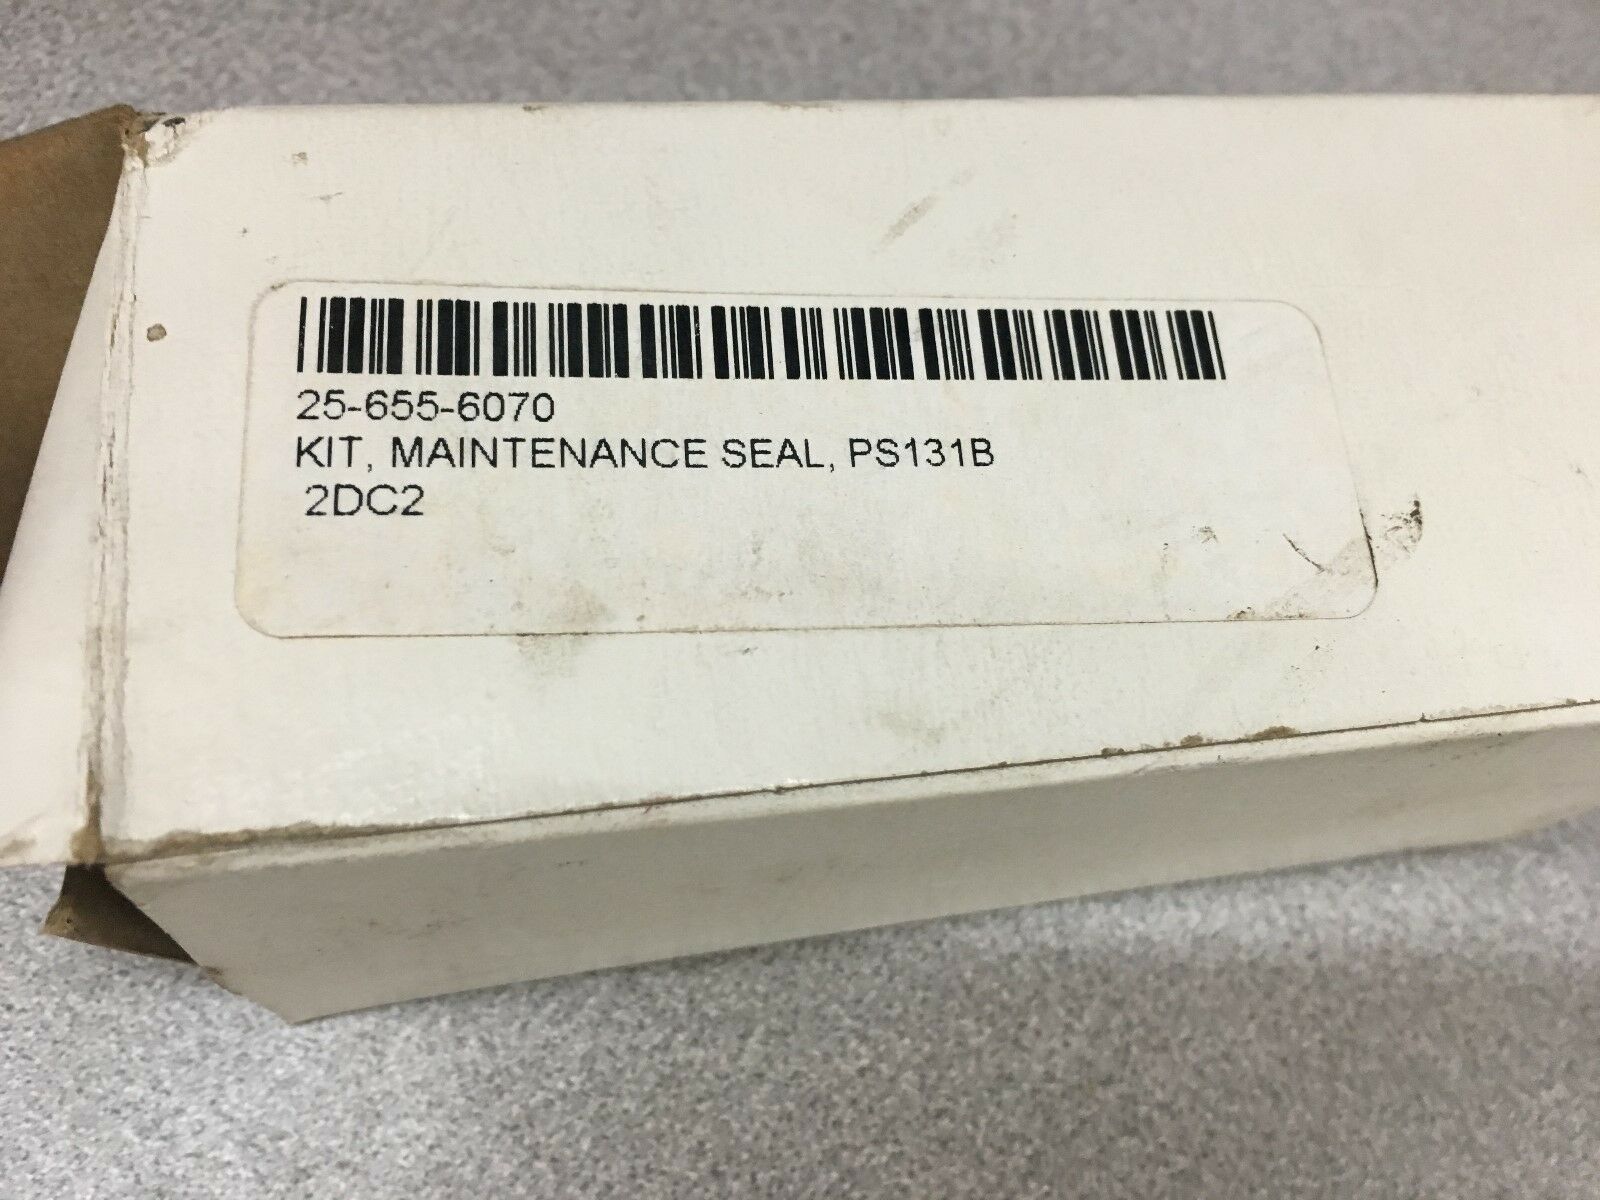 25-655-6070
KIT, MAINTENANCE SEAL, PS131B
2DC2